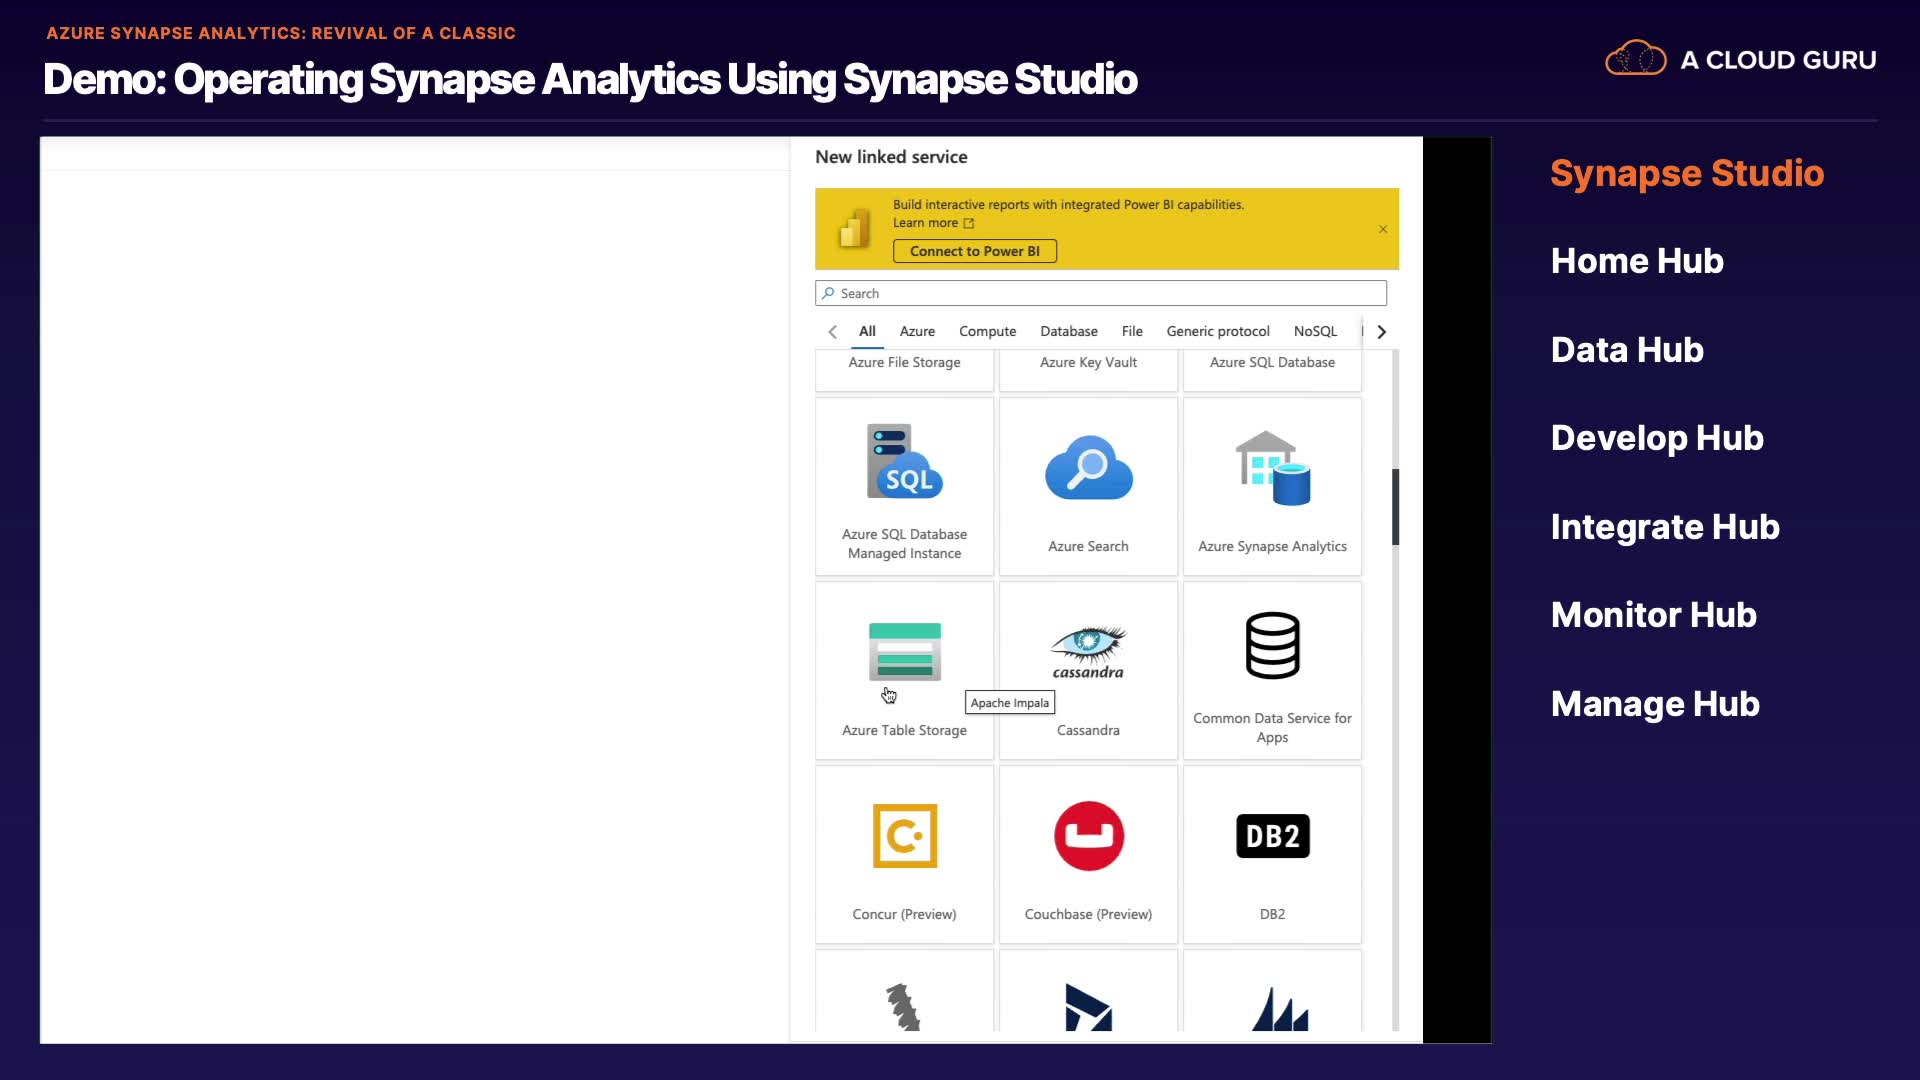 AZURE SYNAPSE ANALYTICS: REVIVAL OF A CLASSIC
Demo: Operating Synapse Analytics Using Synapse Studio
A CLOUD GURU
New linked service
Build interactive reports with integrated Power BI capabilities.
Learn more
Connect to Power BI
Search
All Azure Compute Database File Generic protocol NoSQL
Azure File Storage Azure Key Vault Azure SQL Database
SQL
Azure SQL Database
Managed Instance
Azure Search
Azure Synapse Analytics
cassandra
Apache Impala
Azure Table Storage
Cassandra
Common Data Service for
Apps
DB2
Concur (Preview)
Couchbase (Preview)
DB2
Synapse Studio
Home Hub
Data Hub
Develop Hub
Integrate Hub
Monitor Hub
Manage Hub